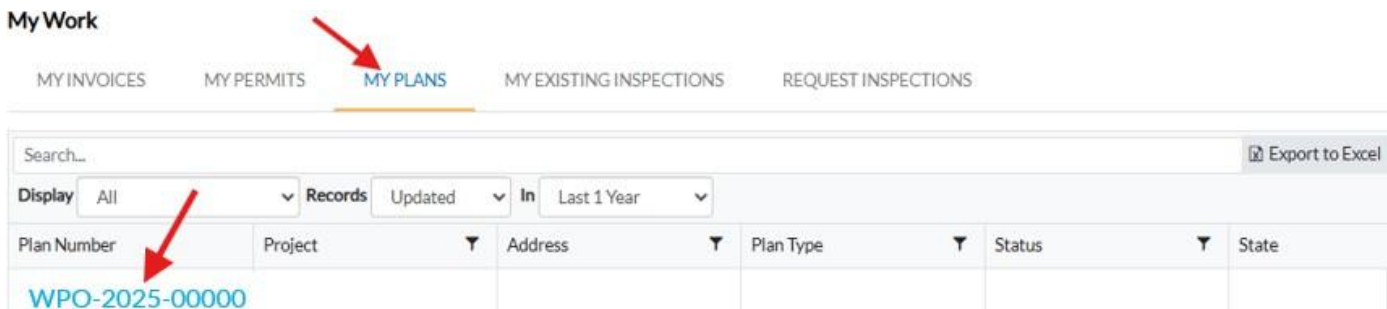 My Work
MY INVOICES MY PERMITS MY PLANS MY EXISTING INSPECTIONS REQUEST INSPECTIONS
Search... Export to Excel
Display All Records Updated In Last 1 Year
Plan Number Project Address Plan Type Status State
WPO-2025-00000